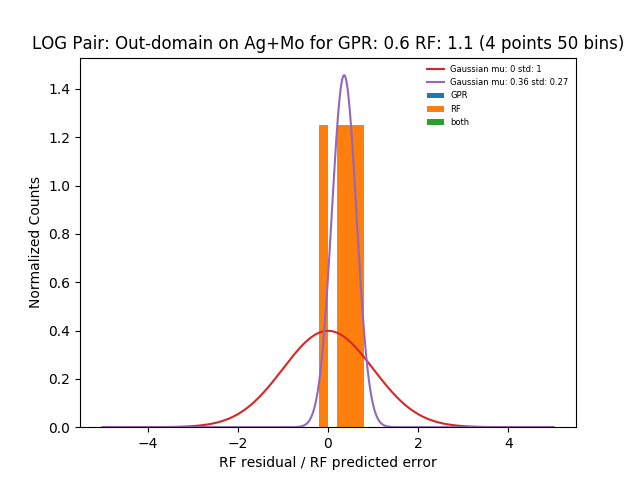 LOG Pair: Out-domain on Ag+Mo for GPR: 0.6 RF: 1.1 (4 points 50 bins)
Gaussian mu: 0 std: 1
Gaussian mu: 0.36 std: 0.27
GPR
RF
both
Normalized Counts
1.4
1.2
1.0
0.8
0.6
0.4
0.2
0.0
−4 −2 0 2 4
RF residual / RF predicted error